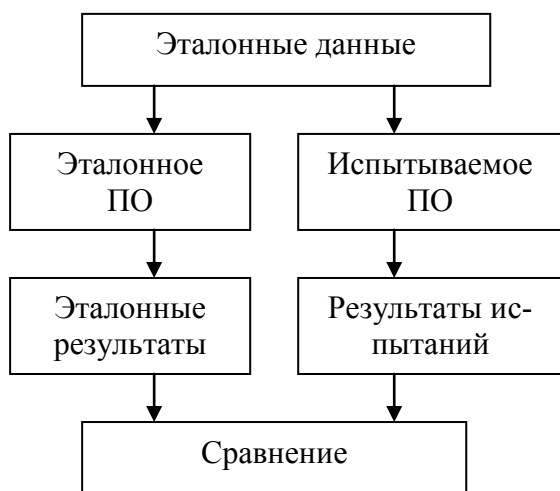 Эталонные данные
Эталонное
ПО
Испытываемое
ПО
Эталонные
результаты
Результаты ис-
пытаний
Сравнение